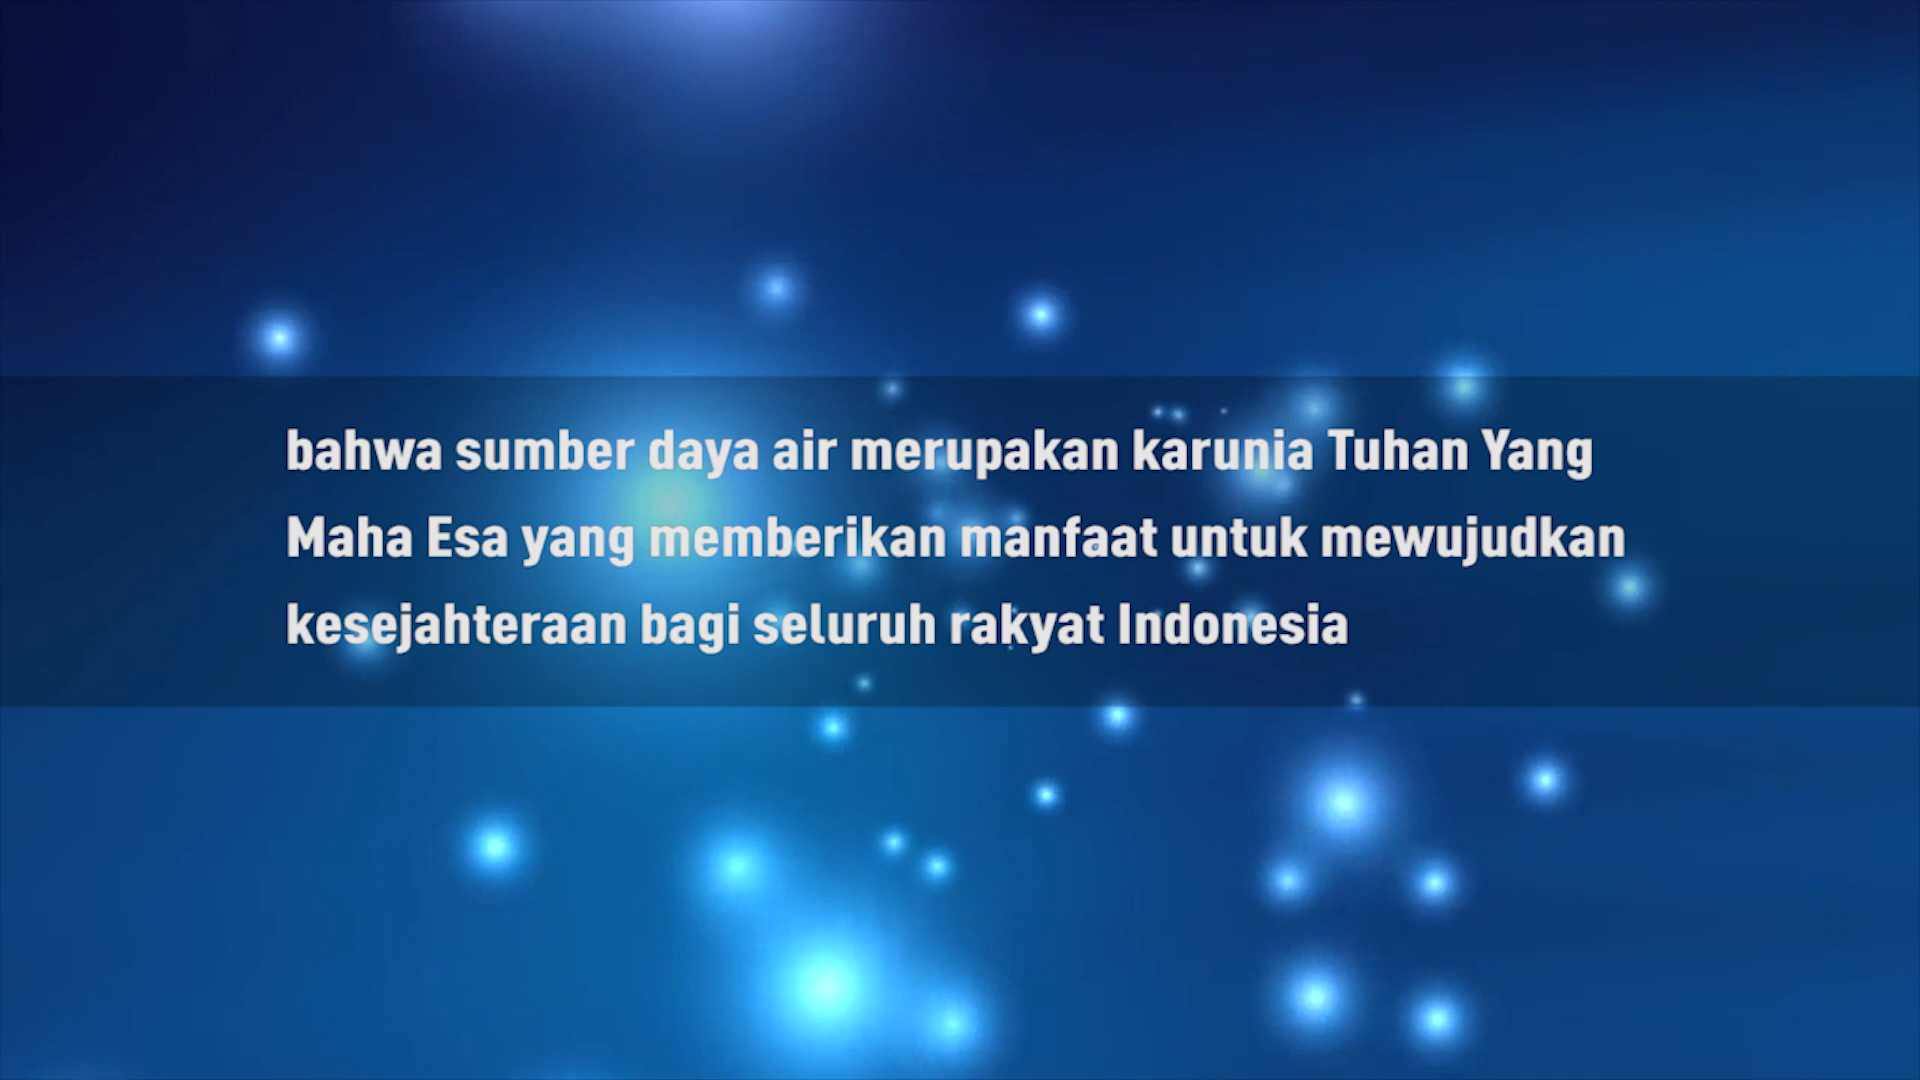 bahwa sumber daya air merupakan karunia Tuhan Yang
Maha Esa yang memberikan manfaat untuk mewujudkan
kesejahteraan bagi seluruh rakyat Indonesia